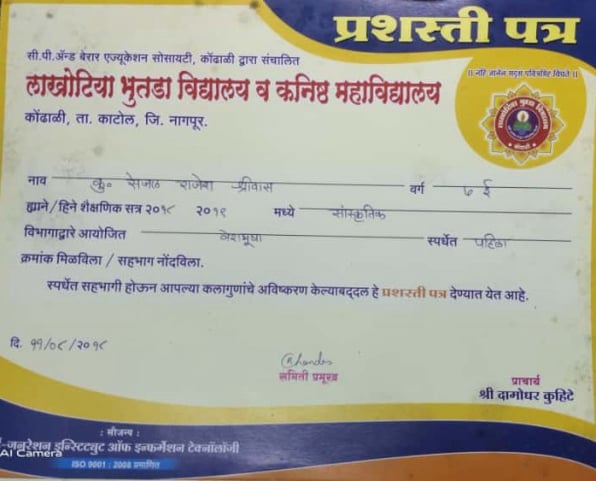 प्रशस्ती पत्र
सी.पी.ॲन्ड बेरार एज्यूकेशन सोसायटी, कोंढाळी द्वारा संचालित
॥ नहि ज्ञानेन सदृश पवित्रमिह विद्यते ॥
लाखोटिया भुतडा विद्यालय व कनिष्ठ महाविद्यालय
कोंढाळी, ता. काटोल, जि. नागपूर.
नाव कु. सेजल राजेश श्रीवास वर्ग ७ ई
ह्याने / हिने शैक्षणिक सत्र २०१८ २०१९ मध्ये सांस्कृतिक
विभागाद्वारे आयोजित वेशभूषा स्पर्धेत पहिला
क्रमांक मिळविला / सहभाग नोंदविला.
स्पर्धेत सहभागी होऊन आपल्या कलागुणांचे अविष्करण केल्याबद्दल हे प्रशस्ती पत्र देण्यात येत आहे.
दि. ११/०८/२०१८
समिती प्रमुख
प्राचार्य
श्री दामोधर कुहिटे
: सौजन्य :
जनरेशन इन्स्टिट्युट ऑफ इन्फर्मेशन टेक्नॉलॉजी
AI Camera
ISO 9001 : 2008 प्रमाणित